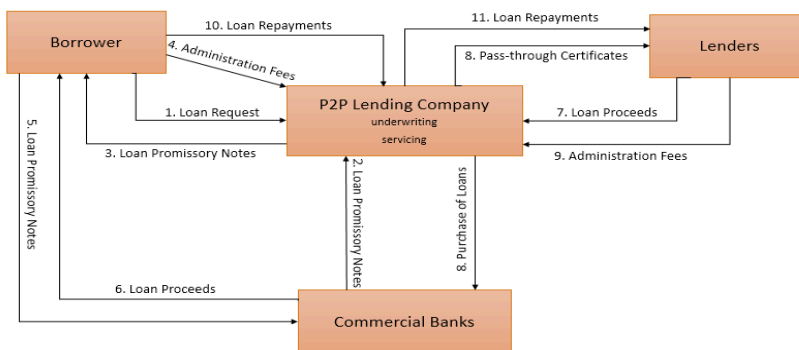 11. Loan Repayments
10. Loan Repayments
Borrower
4. Administration Fees
8. Pass-through Certificates
Lenders
P2P Lending Company
underwriting
servicing
1. Loan Request
7. Loan Proceeds
3. Loan Promissory Notes
9. Administration Fees
5. Loan Promissory Notes
2. Loan Promissory Notes
8. Purchase of Loans
6. Loan Proceeds
Commercial Banks